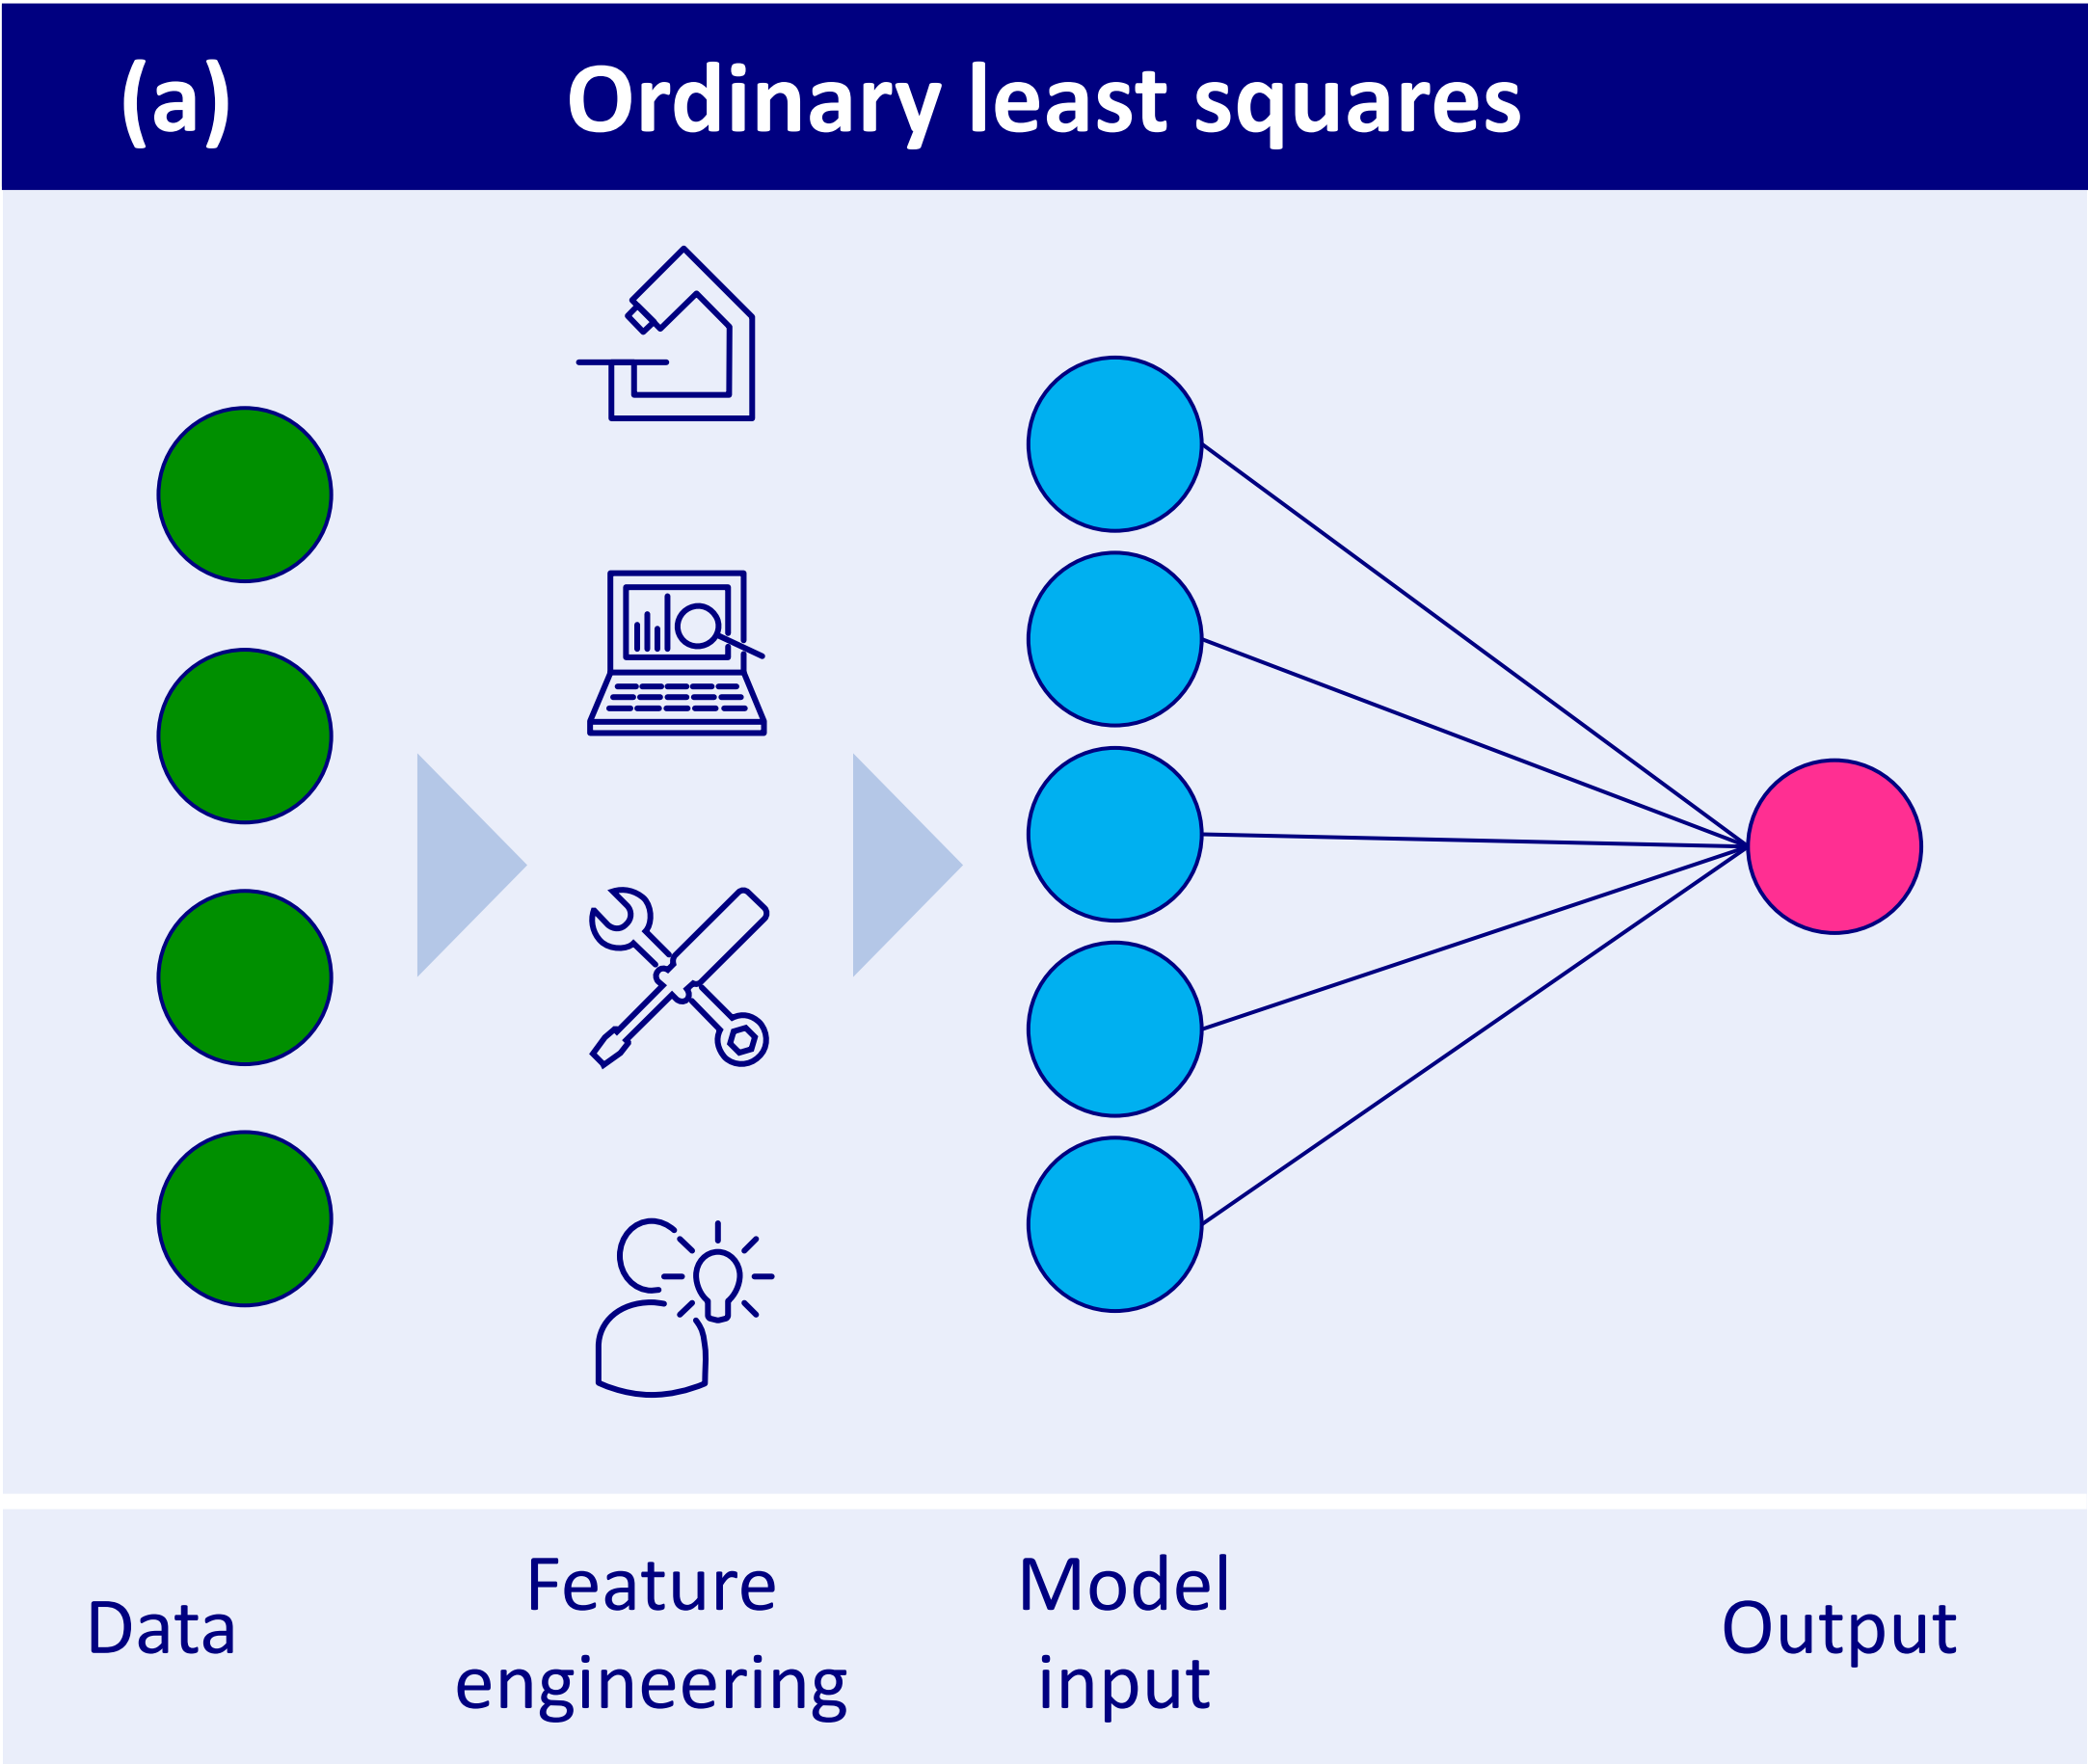 (a) Ordinary least squares
Data
Feature
engineering
Model
input
Output